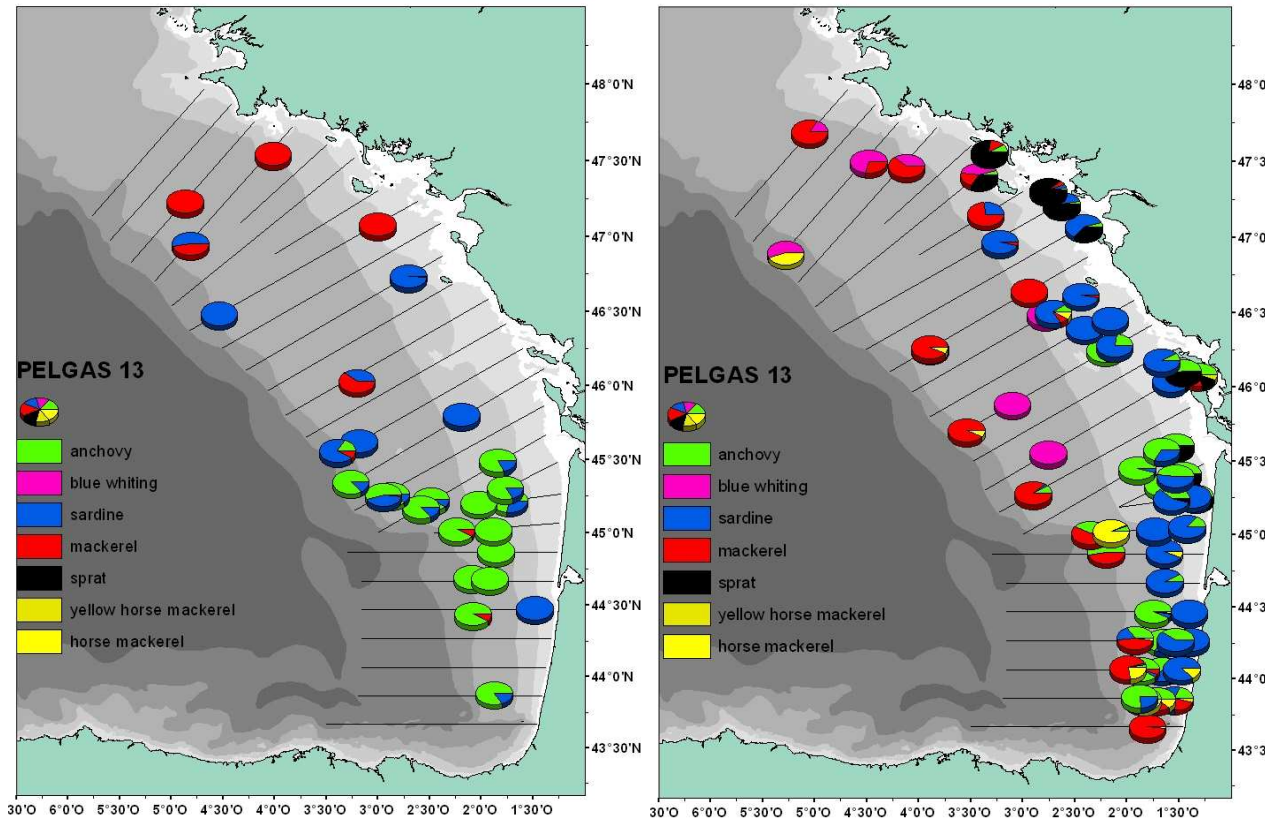 48°0'N
47°30'N
47°0'N
46°30'N
46°0'N
45°30'N
45°0'N
44°30'N
44°0'N
43°30'N
PELGAS 13
anchovy
blue whiting
sardine
mackerel
sprat
yellow horse mackerel
horse mackerel
30'O 6°0'O 5°30'O 5°0'O 4°30'O 4°0'O 3°30'O 3°0'O 2°30'O 2°0'O 1°30'O
48°0'N
47°30'
47°0'N
46°30'
46°0'N
45°30'
45°0'N
44°30'
44°0'N
43°3
PELGAS 13
anchovy
blue whiting
sardine
mackerel
sprat
yellow horse mackerel
horse mackerel
30'O 6°0'O 5°30'O 5°0'O 4°30'O 4°0'O 3°30'O 3°0'O 2°30'O 2°0'O 1°30'O